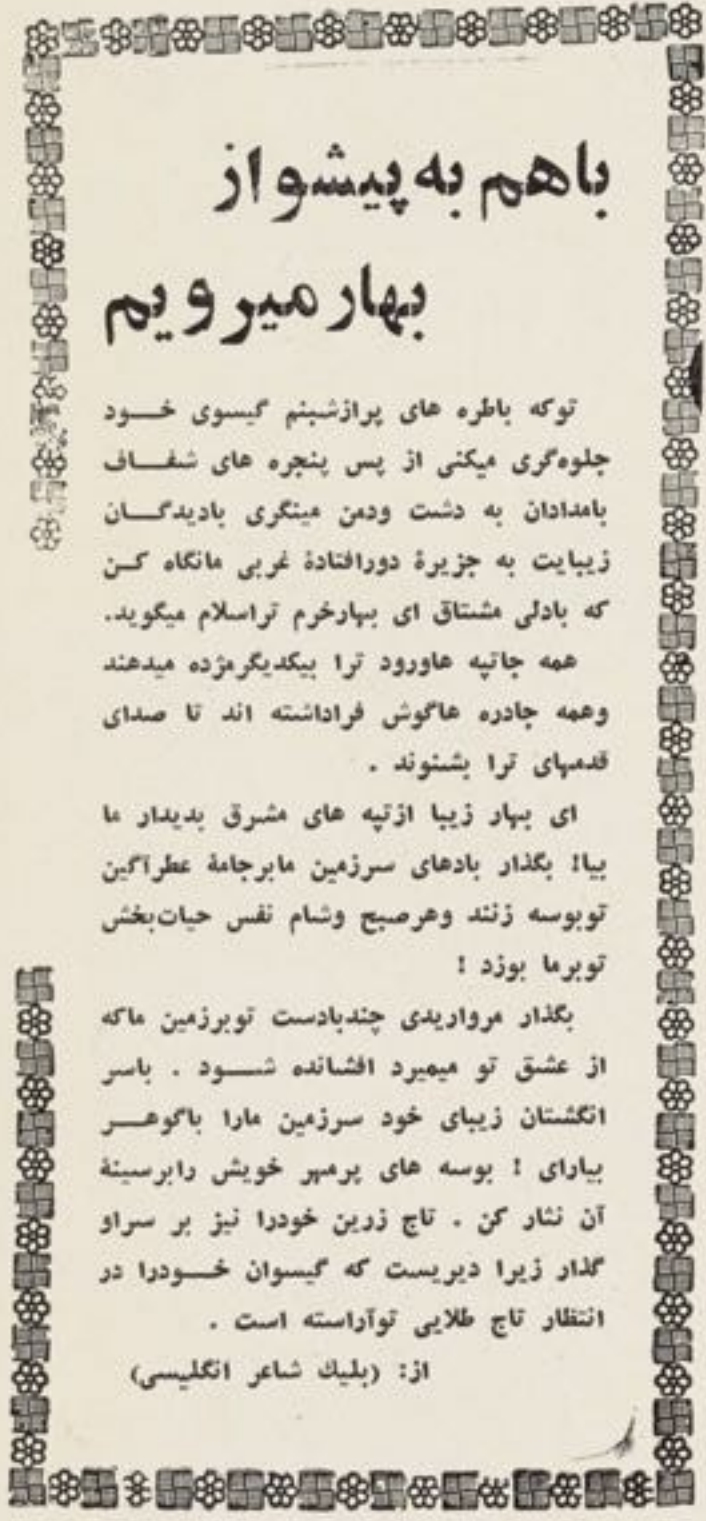 باهم به پیشواز
بهار میرویم
توکه باطره های پرازشبنم گیسوی خود
جلوه‌گری میکنی از پس پنجره های شفاف
بامدادان به دشت ودمن مینگری بادیدگان
زیبایت به جزیرهٔ دورافتادهٔ غربی مانگاه کن
که بادلی مشتاق ای بهارخرم تراسلام میگوید.
همه جاتپه هاورود ترا بیکدیگرمژده میدهند
وهمه جادره هاگوش فراداشته اند تا صدای
قدمهای ترا بشنوند .
ای بهار زیبا ازتپه های مشرق بدیدار ما
بیا! بگذار بادهای سرزمین مابرجامهٔ عطرآگین
توبوسه زنند وهرصبح وشام نفس حیات‌بخش
توبرما بوزد !
بگذار مرواریدی چندبادست توبرزمین ماکه
از عشق تو میمیرد افشانده شود . باسر
انگشتان زیبای خود سرزمین مارا باگوهر
بیارای ! بوسه های پرمهر خویش رابرسینهٔ
آن نثار کن . تاج زرین خودرا نیز بر سراو
گذار زیرا دیریست که گیسوان خودرا در
انتظار تاج طلایی توآراسته است .
از: (بلیك شاعر انگلیسی)